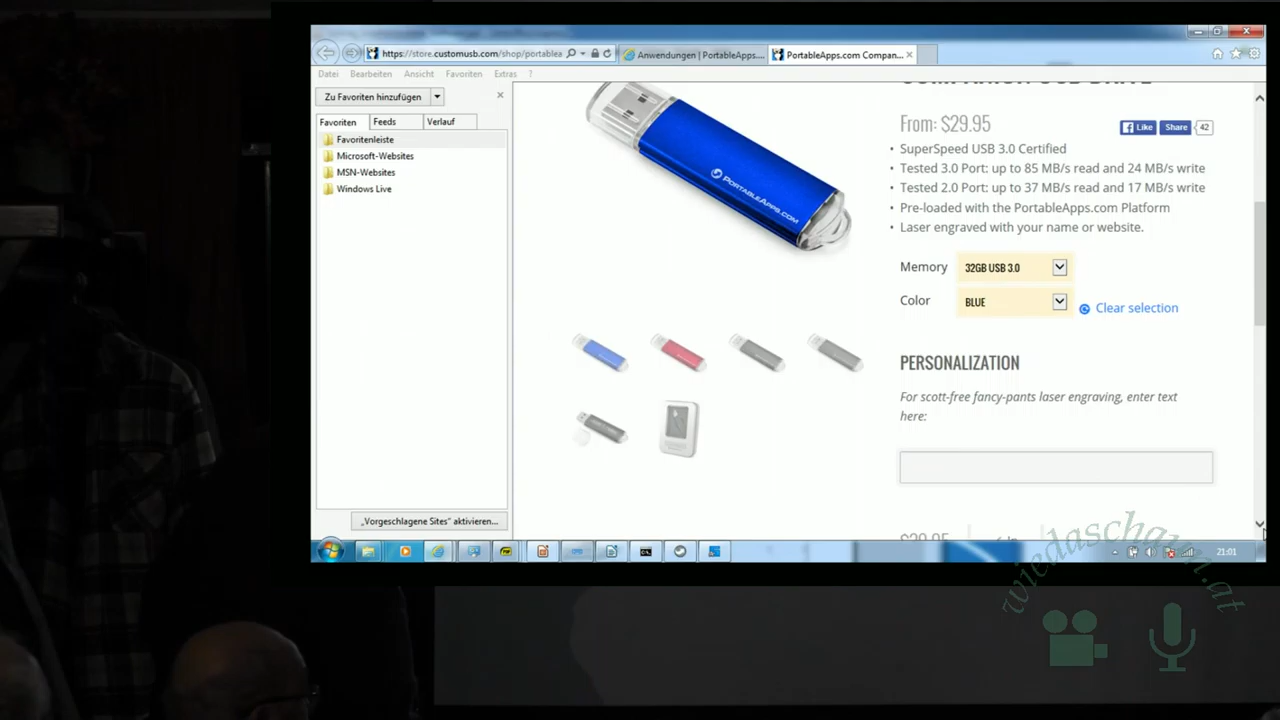 https://store.customusb.com/shop/portablea
Anwendungen | PortableApps....
PortableApps.com Compan...
Datei Bearbeiten Ansicht Favoriten Extras ?
Zu Favoriten hinzufügen
Favoriten Feeds Verlauf
Favoritenleiste
Microsoft-Websites
MSN-Websites
Windows Live
„Vorgeschlagene Sites“ aktivieren...
PORTABLEAPPS.COM
From: $29.95
Like Share 42
• SuperSpeed USB 3.0 Certified
• Tested 3.0 Port: up to 85 MB/s read and 24 MB/s write
• Tested 2.0 Port: up to 37 MB/s read and 17 MB/s write
• Pre-loaded with the PortableApps.com Platform
• Laser engraved with your name or website.
Memory 32GB USB 3.0
Color BLUE Clear selection
PERSONALIZATION
For scott-free fancy-pants laser engraving, enter text
here:
21:01
wiedaschaun.at